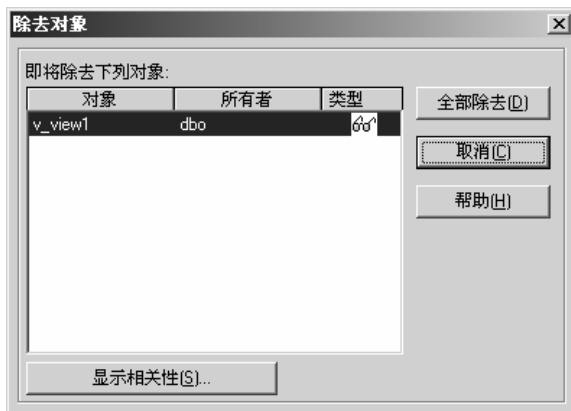 除去对象
即将除去下列对象:
对象 所有者 类型
v_view1 dbo
全部除去(D)
取消(C)
帮助(H)
显示相关性(S)...